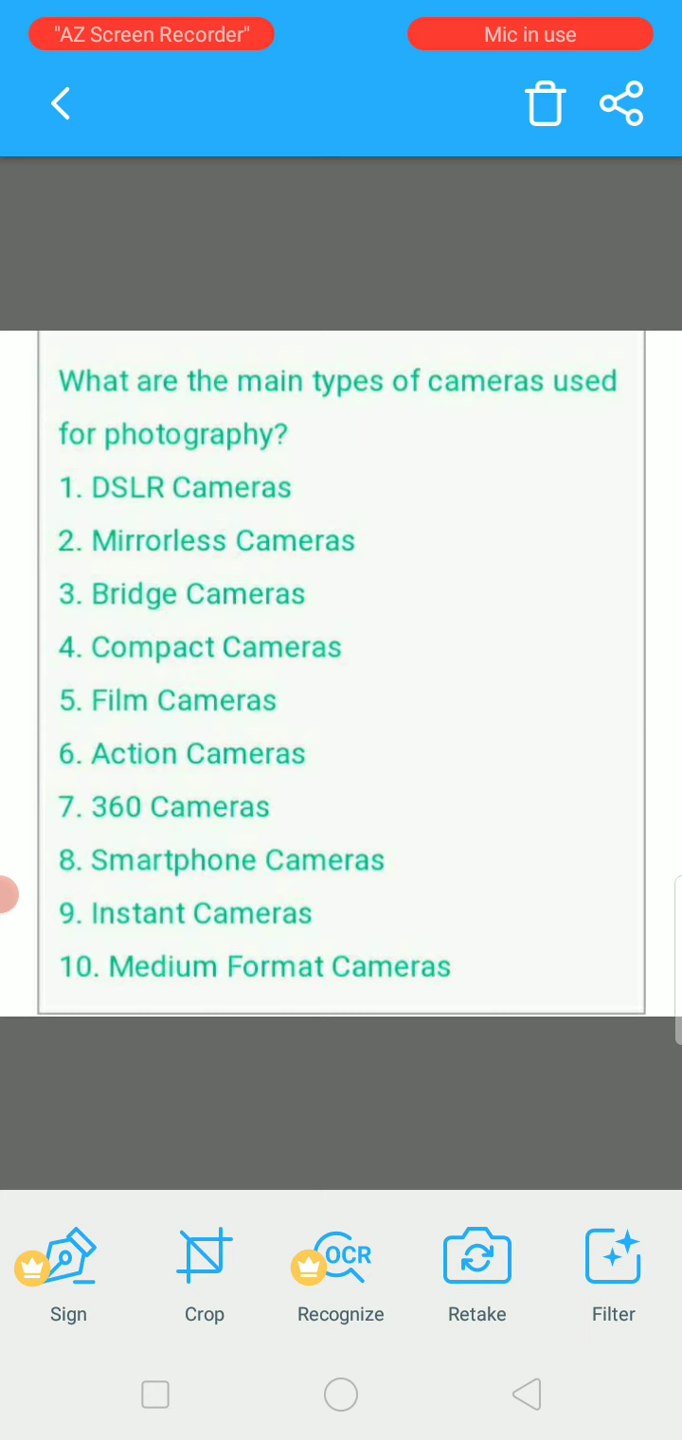 "AZ Screen Recorder" Mic in use
What are the main types of cameras used
for photography?
1. DSLR Cameras
2. Mirrorless Cameras
3. Bridge Cameras
4. Compact Cameras
5. Film Cameras
6. Action Cameras
7. 360 Cameras
8. Smartphone Cameras
9. Instant Cameras
10. Medium Format Cameras
OCR
Sign Crop Recognize Retake Filter